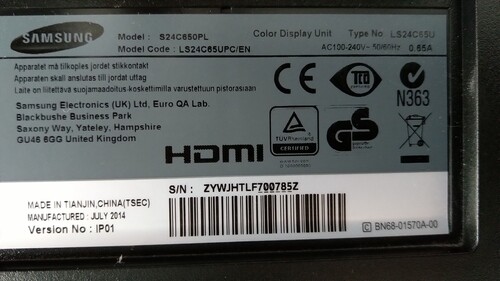 SAMSUNG
Model : S24C650PL
Color Display Unit
Type No LS24C65U
Model Code : LS24C65UPC/EN
AC100-240V~ 50/60Hz 0.65A
Apparatet må tilkoples jordet stikkontakt
Apparaten skall anslutas till jordat uttag
Laite on liitettävä suojakoskettimilla varustettuun pistorasiaan
Samsung Electronics (UK) Ltd, Euro QA Lab.
Blackbushe Business Park
Saxony Way, Yateley, Hampshire
GU46 6GG United Kingdom
CE
TCO
N363
TÜVRheinland
CERTIFIED
GS
HDMI
S/N : ZYWJHTLF700785Z
MADE IN TIANJIN,CHINA(TSEC)
MANUFACTURED : JULY 2014
Version No : IP01
C BN68-01570A-00